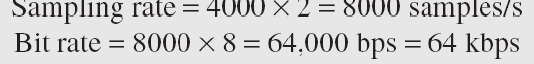 Sampling rate = 4000 × 2 = 8000 samples/s
Bit rate = 8000 × 8 = 64,000 bps = 64 kbps